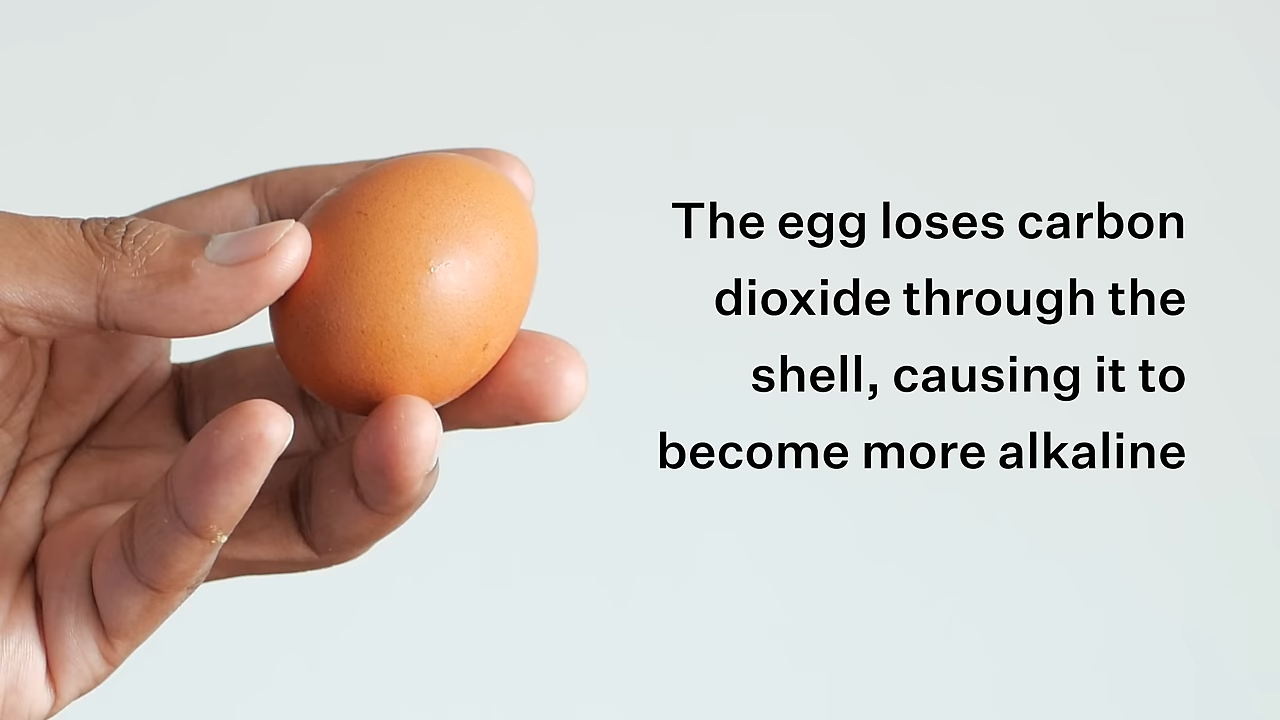 The egg loses carbon
dioxide through the
shell, causing it to
become more alkaline